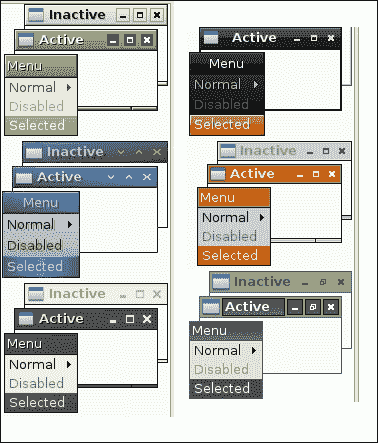 Inactive
Active
Menu
Normal
Disabled
Selected
Inactive
Active
Menu
Normal
Disabled
Selected
Inactive
Active
Menu
Normal
Disabled
Selected
Active
Menu
Normal
Disabled
Selected
Inactive
Active
Menu
Normal
Disabled
Selected
Inactive
Active
Menu
Normal
Disabled
Selected